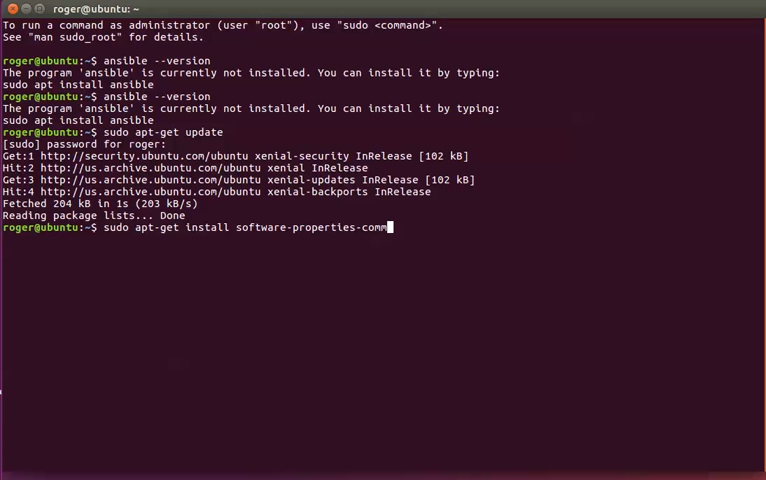 roger@ubuntu: ~
To run a command as administrator (user "root"), use "sudo <command>".
See "man sudo_root" for details.
roger@ubuntu:~$ ansible --version
The program 'ansible' is currently not installed. You can install it by typing:
sudo apt install ansible
roger@ubuntu:~$ ansible --version
The program 'ansible' is currently not installed. You can install it by typing:
sudo apt install ansible
roger@ubuntu:~$ sudo apt-get update
[sudo] password for roger:
Get:1 http://security.ubuntu.com/ubuntu xenial-security InRelease [102 kB]
Hit:2 http://us.archive.ubuntu.com/ubuntu xenial InRelease
Get:3 http://us.archive.ubuntu.com/ubuntu xenial-updates InRelease [102 kB]
Hit:4 http://us.archive.ubuntu.com/ubuntu xenial-backports InRelease
Fetched 204 kB in 1s (203 kB/s)
Reading package lists... Done
roger@ubuntu:~$ sudo apt-get install software-properties-comm